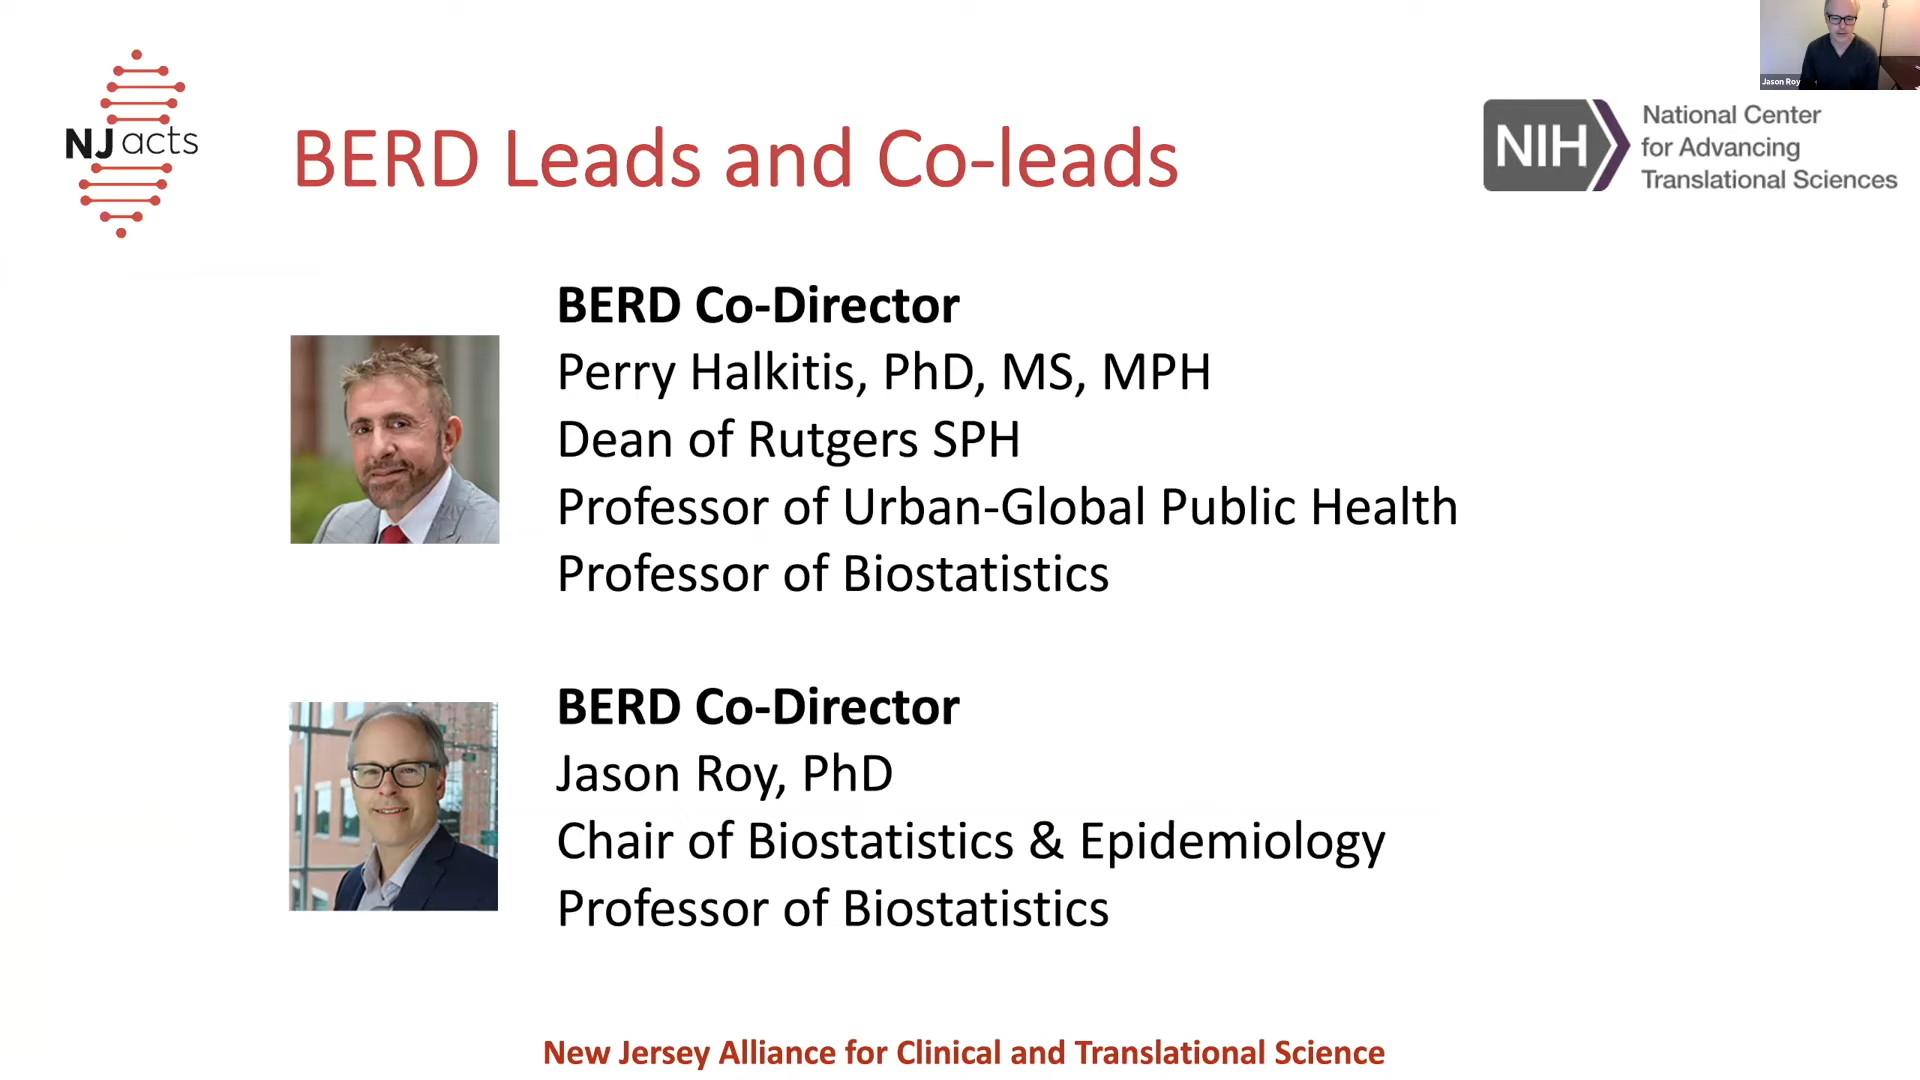 Jason Roy
NJ acts
BERD Leads and Co-leads
NIH
National Center
for Advancing
Translational Sciences
BERD Co-Director
Perry Halkitis, PhD, MS, MPH
Dean of Rutgers SPH
Professor of Urban-Global Public Health
Professor of Biostatistics
BERD Co-Director
Jason Roy, PhD
Chair of Biostatistics & Epidemiology
Professor of Biostatistics
New Jersey Alliance for Clinical and Translational Science